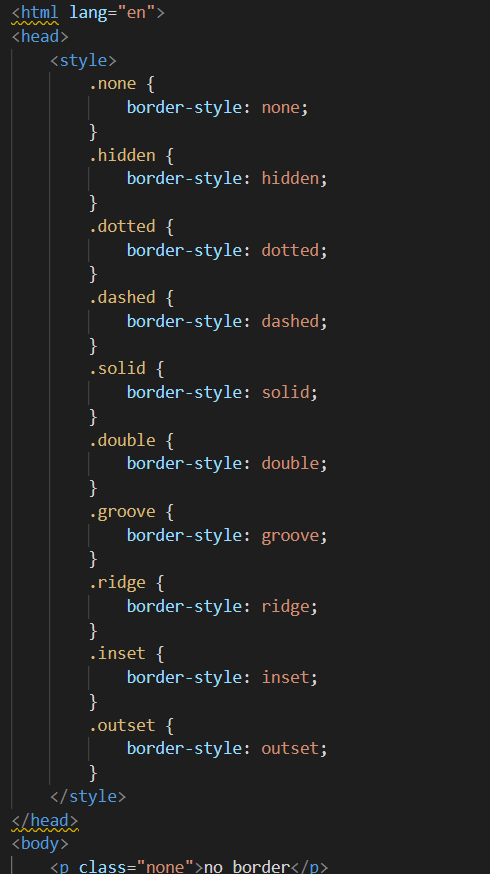 <html lang="en">
<head>
    <style>
        .none {
            border-style: none;
        }
        .hidden {
            border-style: hidden;
        }
        .dotted {
            border-style: dotted;
        }
        .dashed {
            border-style: dashed;
        }
        .solid {
            border-style: solid;
        }
        .double {
            border-style: double;
        }
        .groove {
            border-style: groove;
        }
        .ridge {
            border-style: ridge;
        }
        .inset {
            border-style: inset;
        }
        .outset {
            border-style: outset;
        }
    </style>
</head>
<body>
    <p class="none">no border</p>